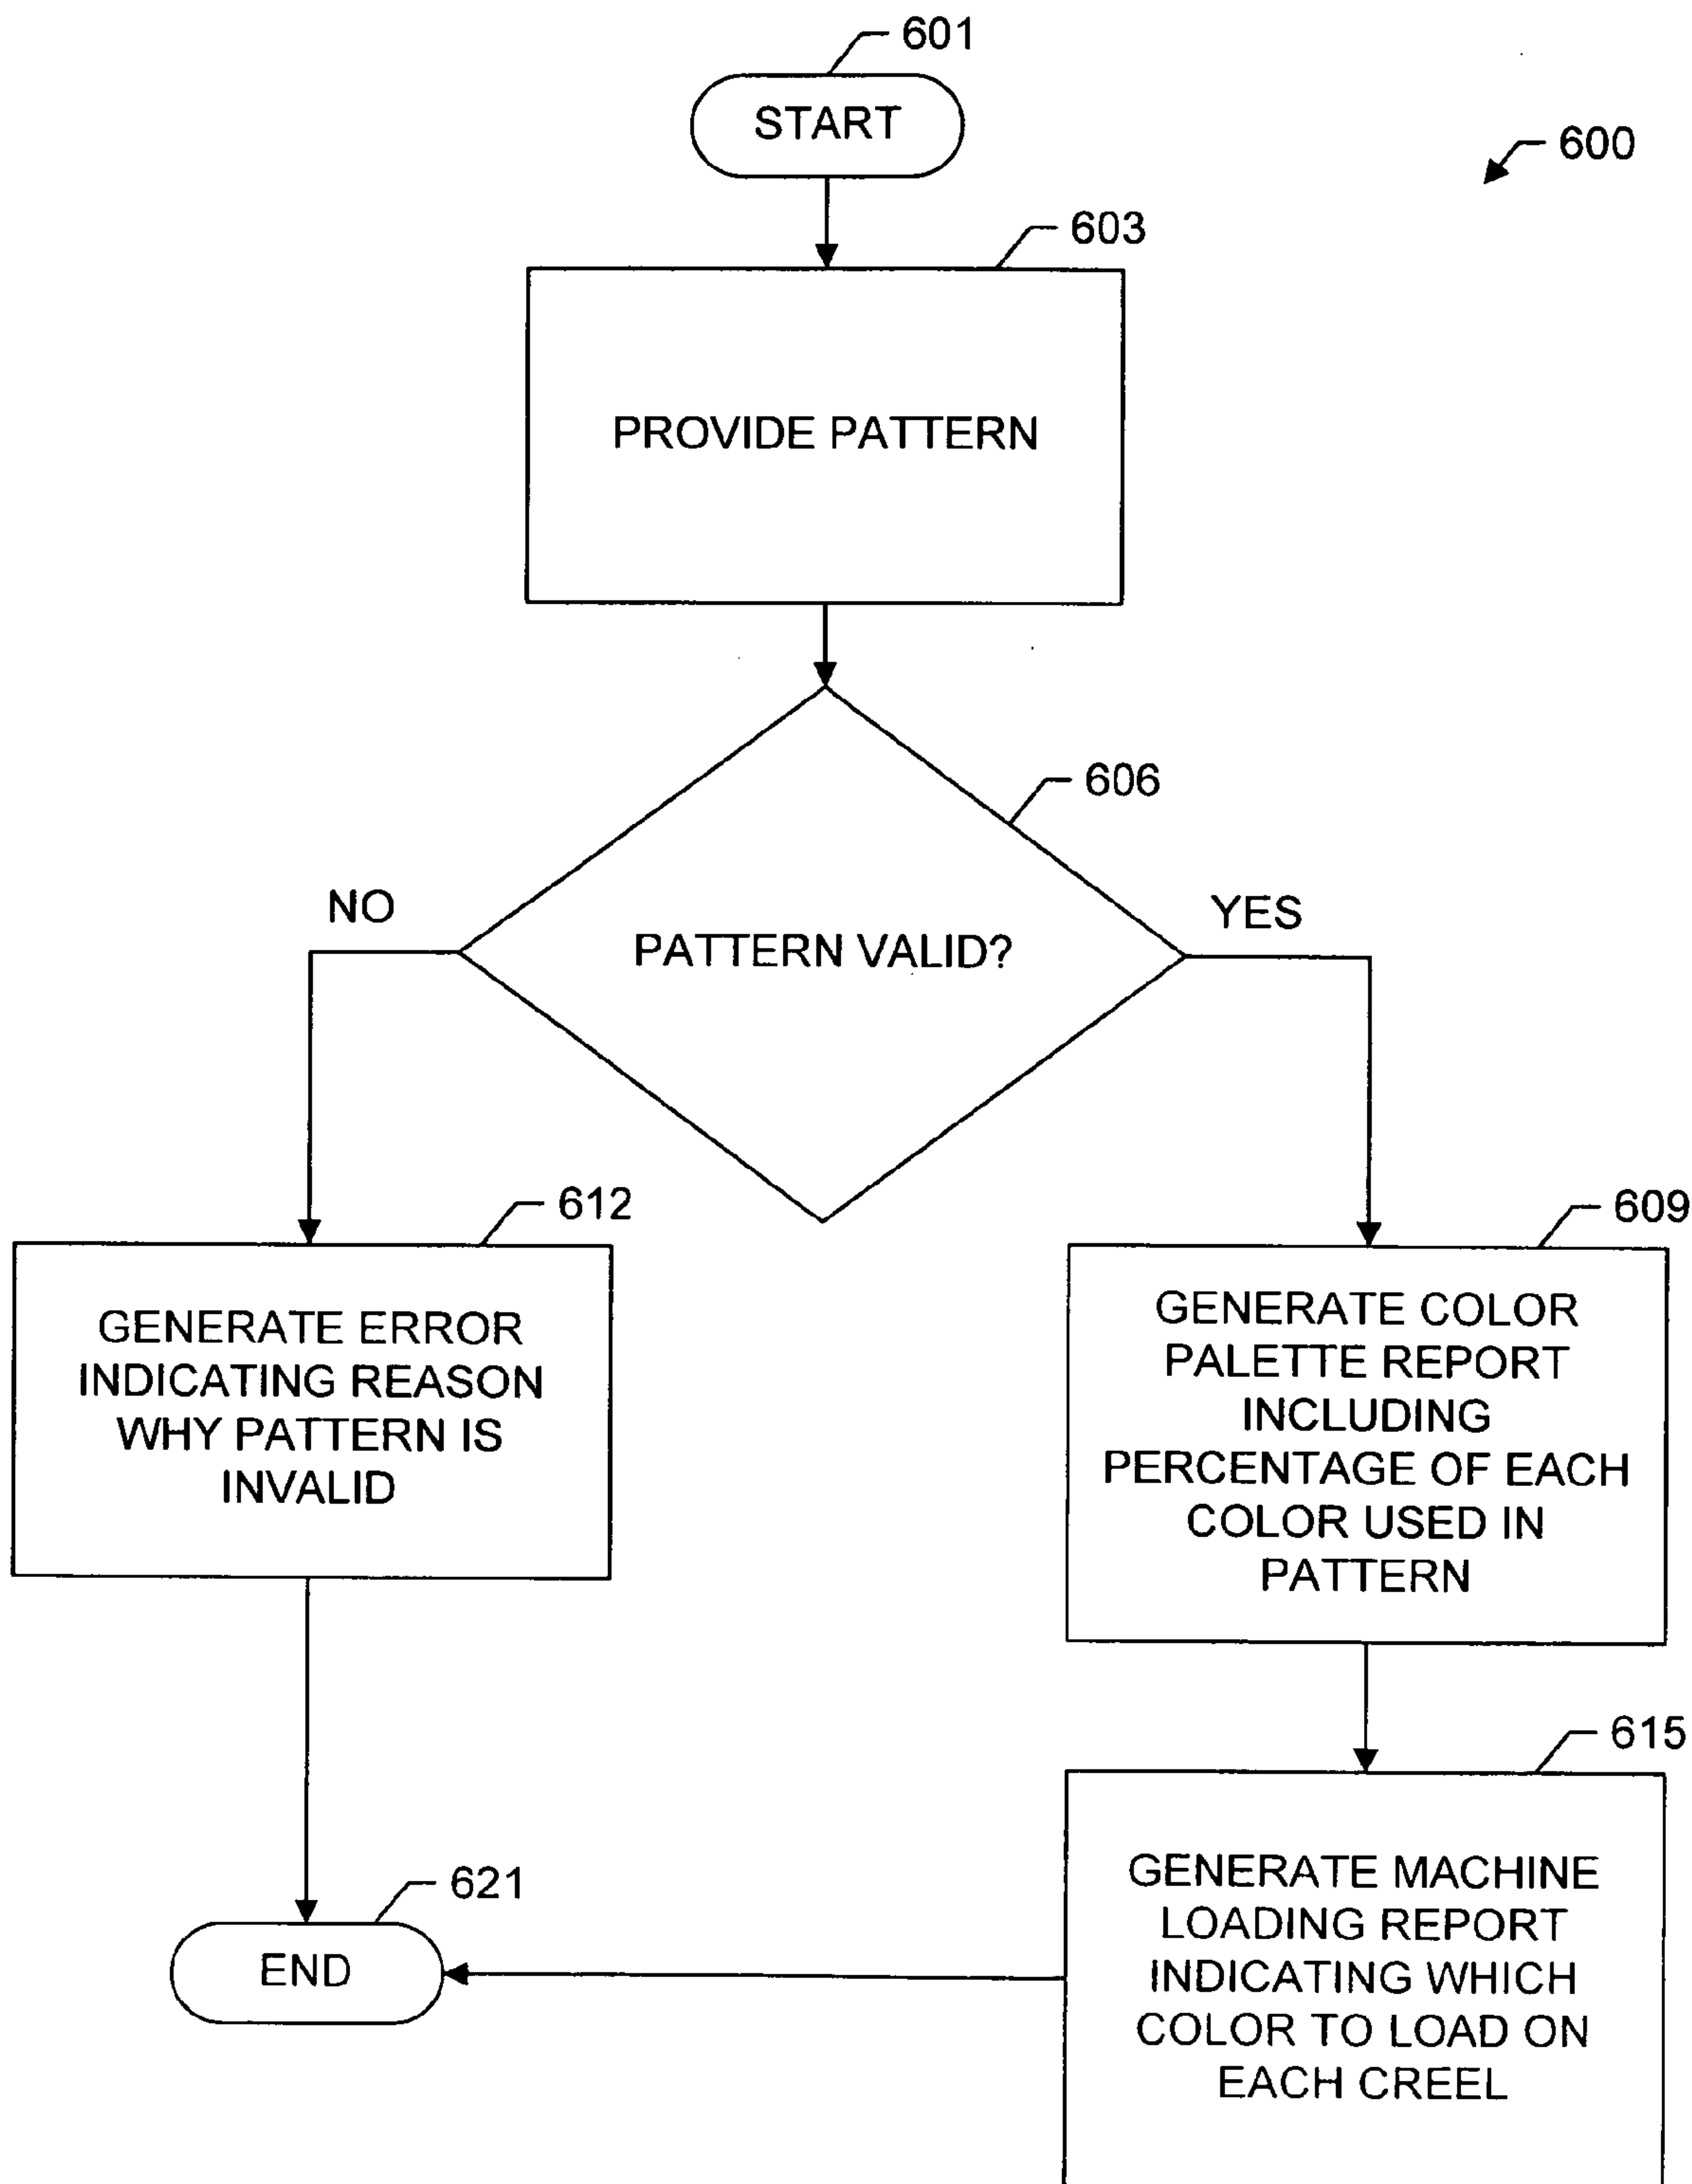 601
START
600
603
PROVIDE PATTERN
606
NO
YES
PATTERN VALID?
612
609
GENERATE ERROR
INDICATING REASON
WHY PATTERN IS
INVALID
GENERATE COLOR
PALETTE REPORT
INCLUDING
PERCENTAGE OF EACH
COLOR USED IN
PATTERN
615
621
END
GENERATE MACHINE
LOADING REPORT
INDICATING WHICH
COLOR TO LOAD ON
EACH CREEL